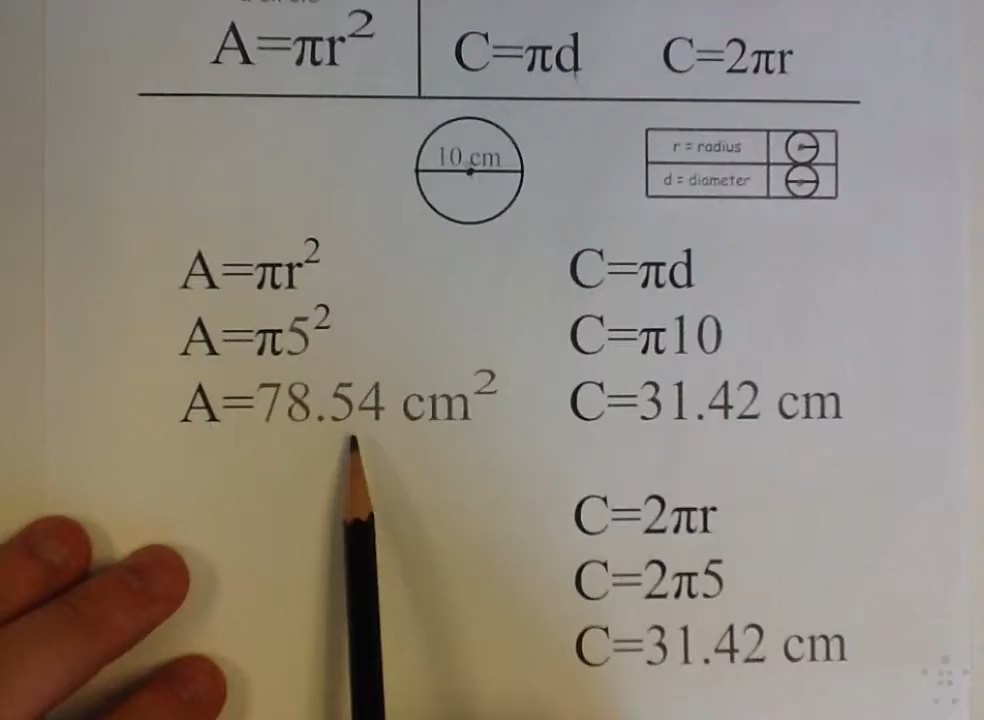 A=πr²
C=πd
C=2πr
10 cm
r = radius
d = diameter
A=πr²
A=π5²
A=78.54 cm²
C=πd
C=π10
C=31.42 cm
C=2πr
C=2π5
C=31.42 cm